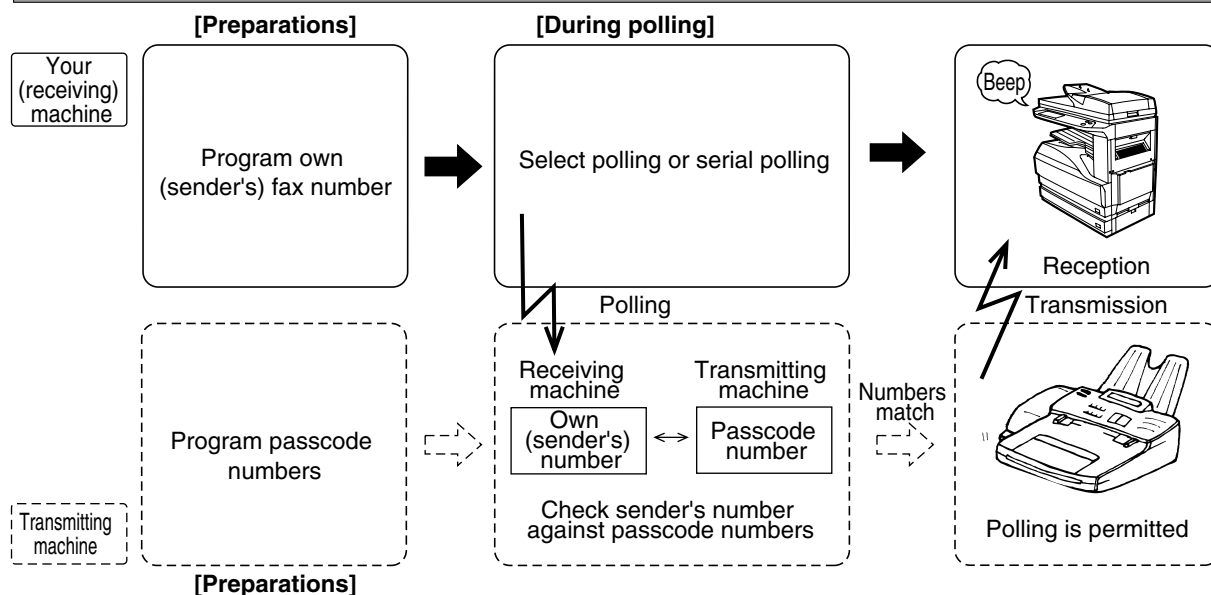 [Preparations]
[During polling]
Your
(receiving)
machine
Program own
(sender's) fax number
Select polling or serial polling
Beep
Reception
Polling
Transmission
Program passcode
numbers
Receiving
machine
Transmitting
machine
Own
(sender's)
number
Passcode
number
Check sender's number
against passcode numbers
Numbers
match
Polling is permitted
Transmitting
machine
[Preparations]